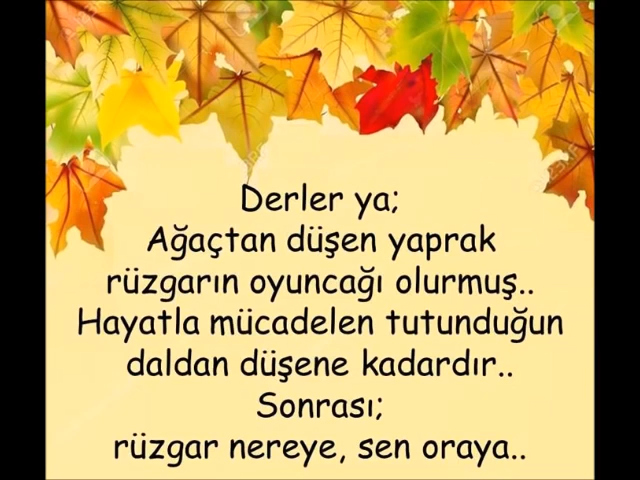 Derler ya;
Ağaçtan düşen yaprak
rüzgarın oyuncağı olurmuş..
Hayatla mücadelen tutunduğun
daldan düşene kadardır..
Sonrası;
rüzgar nereye, sen oraya..